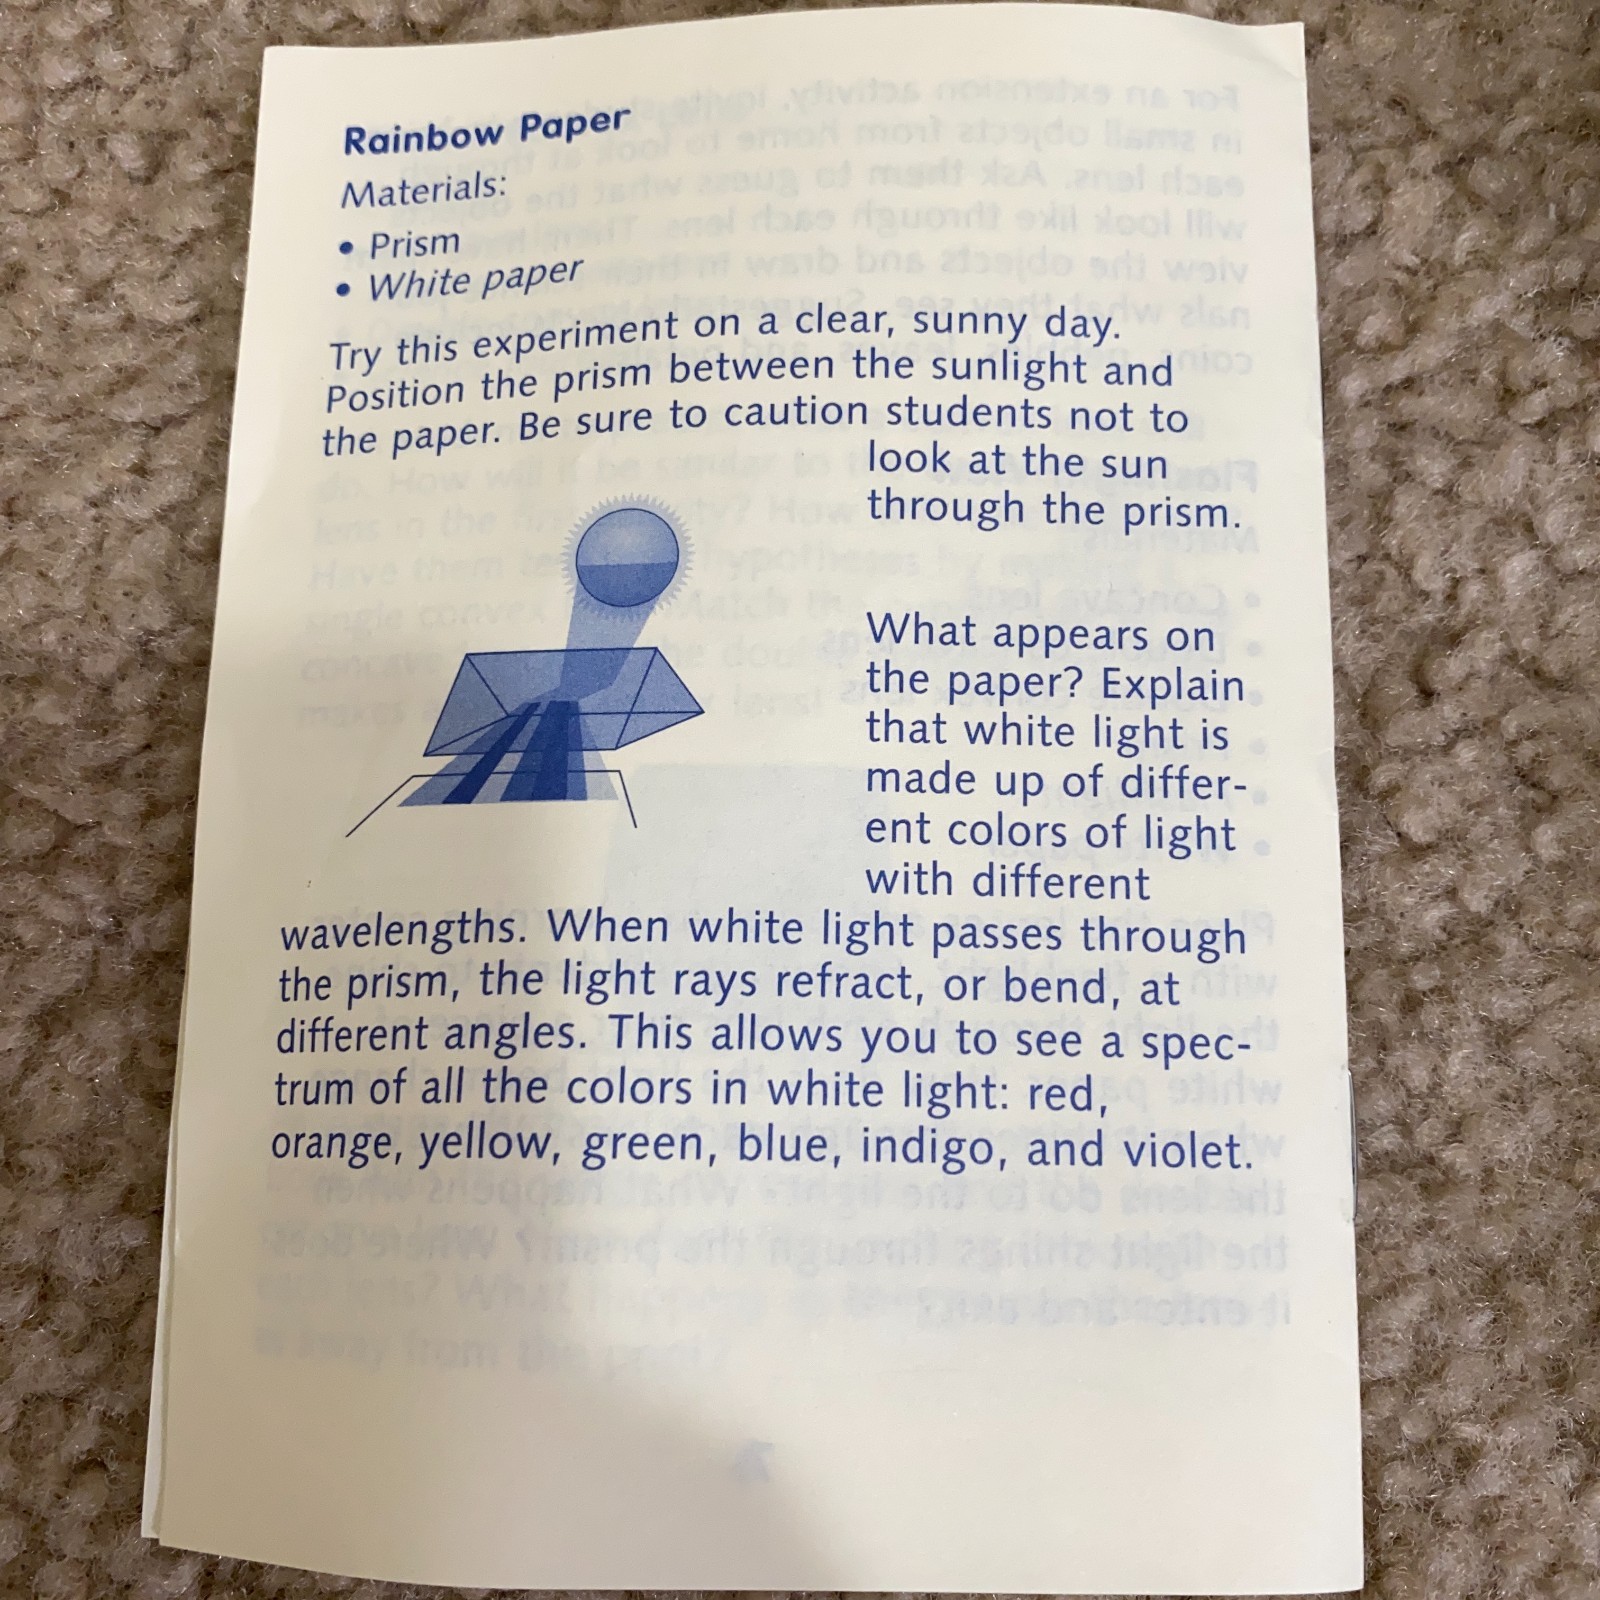 Rainbow Paper
Materials:
• Prism
• White paper
Try this experiment on a clear, sunny day.
Position the prism between the sunlight and
the paper. Be sure to caution students not to
look at the sun
through the prism.
What appears on
the paper? Explain
that white light is
made up of differ-
ent colors of light
with different
wavelengths. When white light passes through
the prism, the light rays refract, or bend, at
different angles. This allows you to see a spec-
trum of all the colors in white light: red,
orange, yellow, green, blue, indigo, and violet.